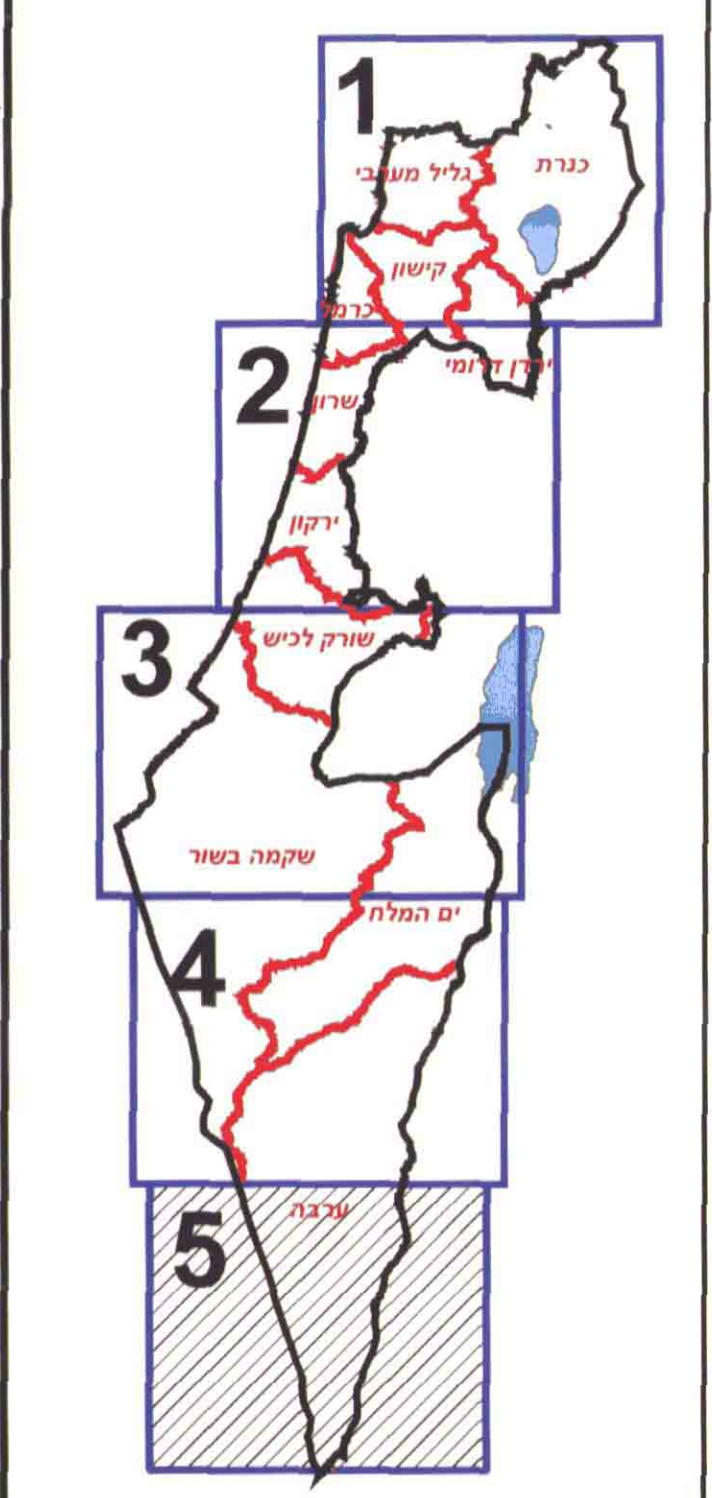 1
כנרת
גליל מערבי
קישון
כרמל
2
ירדן דרומי
שרון
ירקון
3
שורק לכיש
שקמה בשור
ים המלח
4
ערבה
5